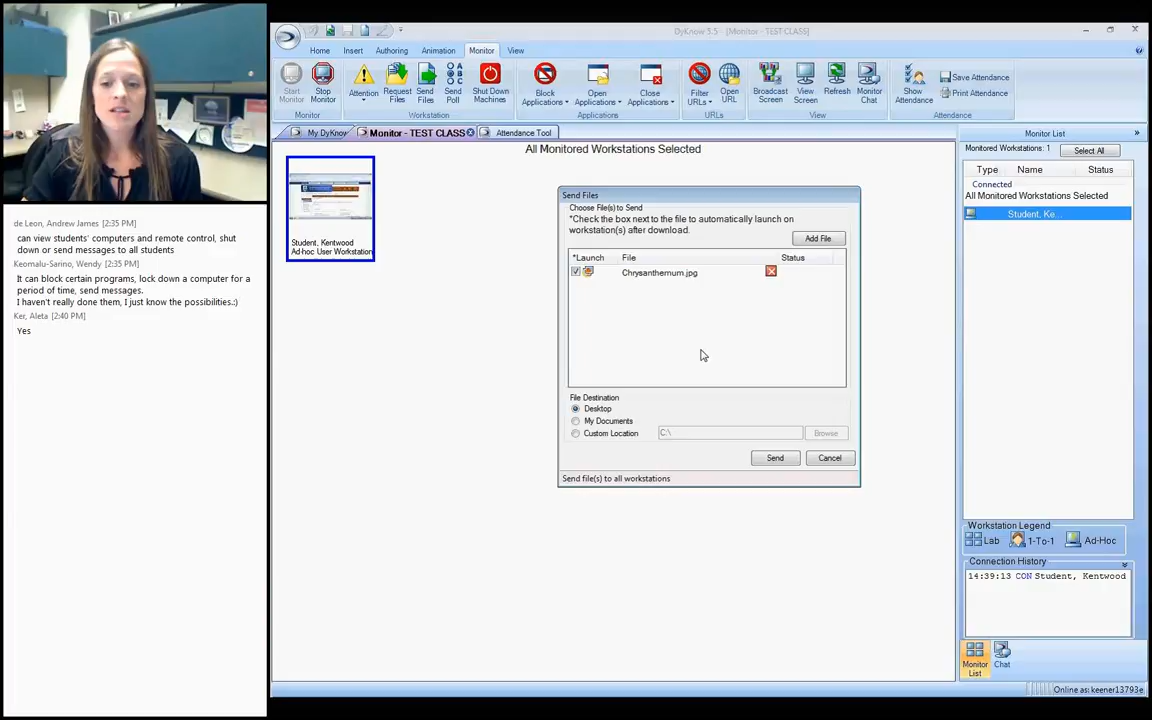 DyKnow 5.5 - [Monitor - TEST CLASS]
Home Insert Authoring Animation Monitor View
Start Monitor
Stop Monitor
Attention
Request Files
Send Files
Send Poll
Shut Down Machines
Block Applications
Open Applications
Close Applications
Filter URLs
Open URL
Broadcast Screen
View Screen
Refresh
Monitor Chat
Show Attendance
Save Attendance
Print Attendance
Monitor Workstation Applications URLs View Attendance
My DyKnow Monitor - TEST CLASS Attendance Tool
All Monitored Workstations Selected
Student, Kentwood
Ad-hoc User Workstation
de Leon, Andrew James [2:35 PM]
can view students' computers and remote control, shut
down or send messages to all students
Keomalu-Sarino, Wendy [2:35 PM]
It can block certain programs, lock down a computer for a
period of time, send messages.
I haven't really done them, I just know the possibilities.:)
Ker, Aleta [2:40 PM]
Yes
Send Files
Choose File(s) to Send
*Check the box next to the file to automatically launch on
workstation(s) after download.
Add File
*Launch File Status
Chrysanthemum.jpg
File Destination
Desktop
My Documents
Custom Location C:\ Browse
Send Cancel
Send file(s) to all workstations
Monitor List
Monitored Workstations: 1 Select All
Type Name Status
Connected
All Monitored Workstations Selected
Student, Ke...
Workstation Legend
Lab 1-To-1 Ad-Hoc
Connection History
14:39:13 CON Student, Kentwood
Monitor List
Chat
Online as: keener13793e